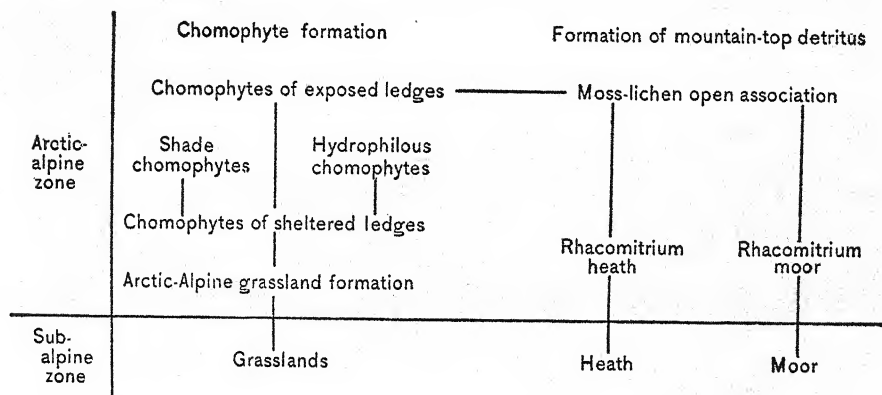 Chomophyte formation
Formation of mountain-top detritus
Chomophytes of exposed ledges
Moss-lichen open association
Arctic-
alpine
zone
Shade
chomophytes
Hydrophilous
chomophytes
Chomophytes of sheltered ledges
Rhacomitrium
heath
Rhacomitrium
moor
Arctic-Alpine grassland formation
Sub-
alpine
zone
Grasslands
Heath
Moor